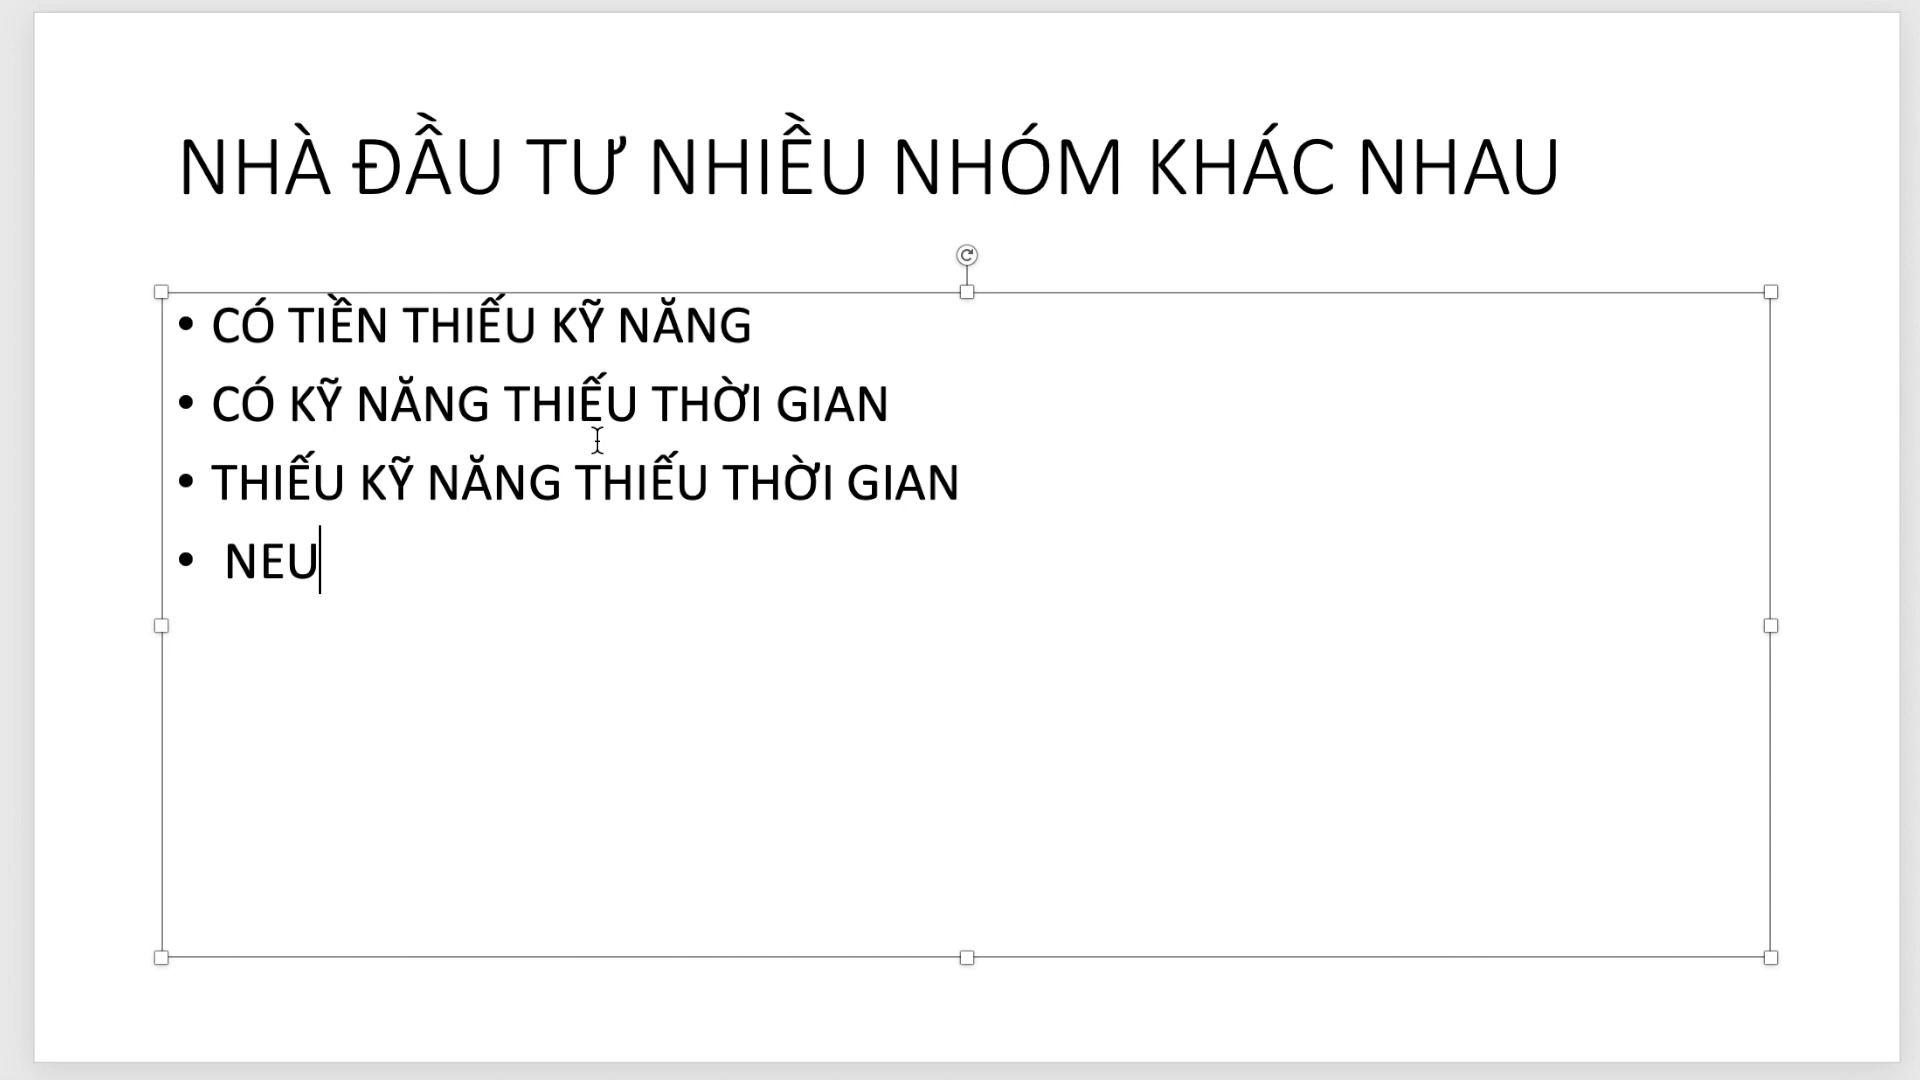 NHÀ ĐẦU TƯ NHIỀU NHÓM KHÁC NHAU
• CÓ TIỀN THIẾU KỸ NĂNG
• CÓ KỸ NĂNG THIẾU THỜI GIAN
• THIẾU KỸ NĂNG THIẾU THỜI GIAN
• NEU